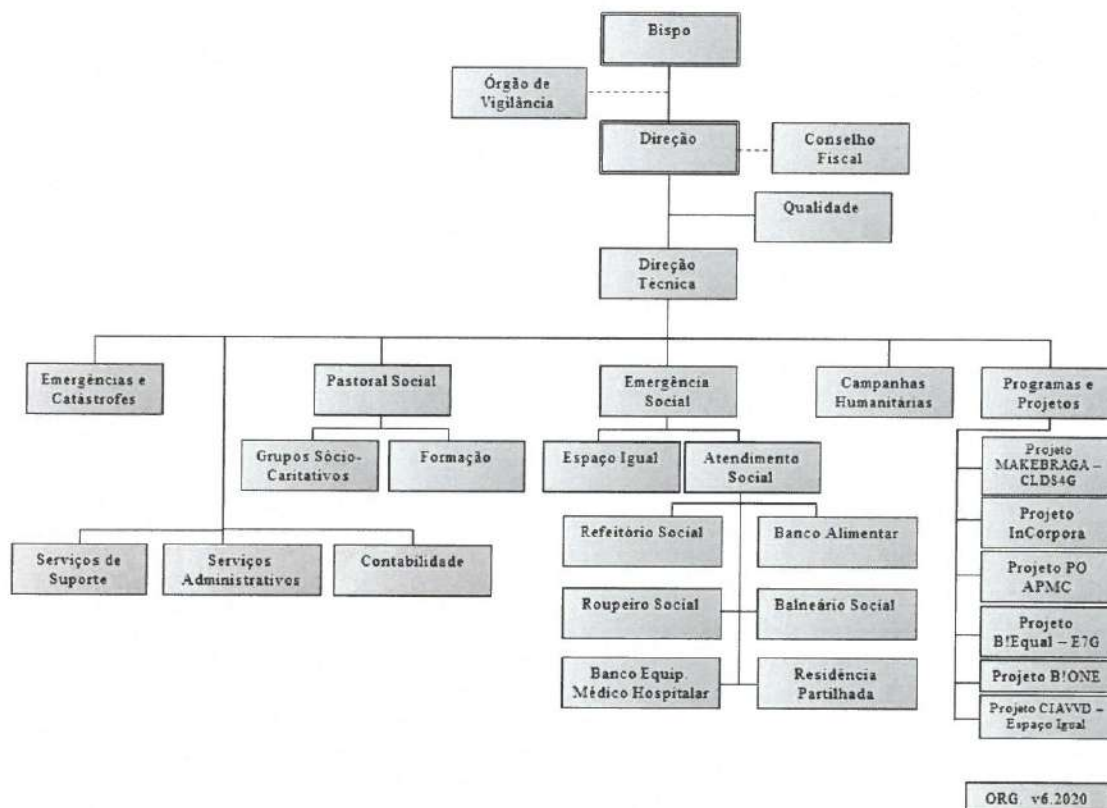 Bispo
Órgão de
Vigilância
Direção
Conselho
Fiscal
Qualidade
Direção
Técnica
Emergências e
Catástrofes
Pastoral Social
Emergência
Social
Campanhas
Humanitárias
Programas e
Projetos
Grupos Sócio-
Caritativos
Formação
Espaço Igual
Atendimento
Social
Projeto
MAKEBRAGA –
CLDS4G
Refeitório Social
Banco Alimentar
Projeto
InCorpora
Serviços de
Suporte
Serviços
Administrativos
Contabilidade
Projeto PO
APMC
Roupeiro Social
Balneário Social
Projeto
B!Equal – E7G
Banco Equip.
Médico Hospitalar
Residência
Partilhada
Projeto B!ONE
Projeto CIAVVD –
Espaço Igual
ORG_v6.2020